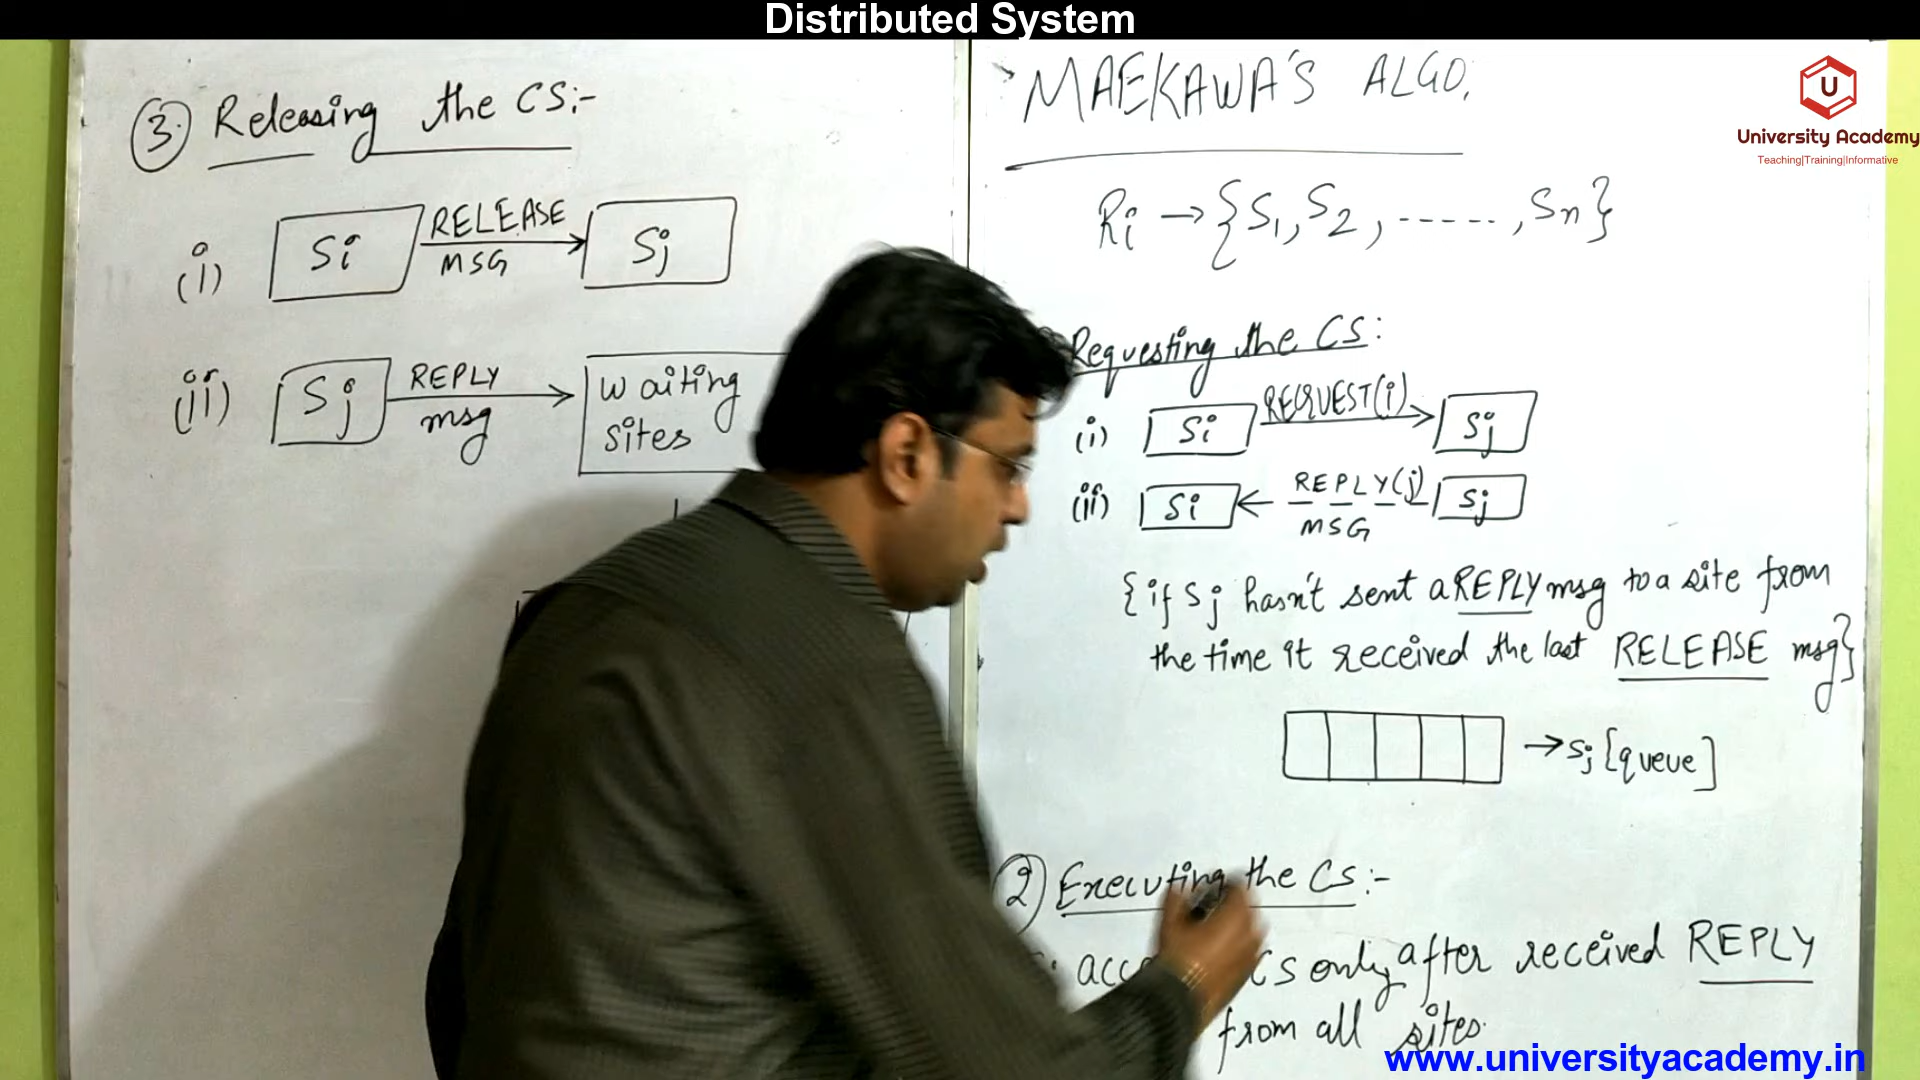 Distributed System
3. Releasing the CS:-
(i) Si RELEASE MSG Sj
(ii) Sj REPLY msg Waiting sites
MAEKAWA'S ALGO.
U
University Academy
Teaching|Training|Informative
Ri → {S1, S2, ------, Sn}
Requesting the CS:
(i) Si REQUEST(i) Sj
(ii) Si ← REPLY(j) MSG Sj
{if Sj hasn't sent a REPLY msg to a site from
the time it received the last RELEASE msg}
→ Sj [queue]
2) Executing the CS:-
CS only after received REPLY
from all sites.
www.universityacademy.in